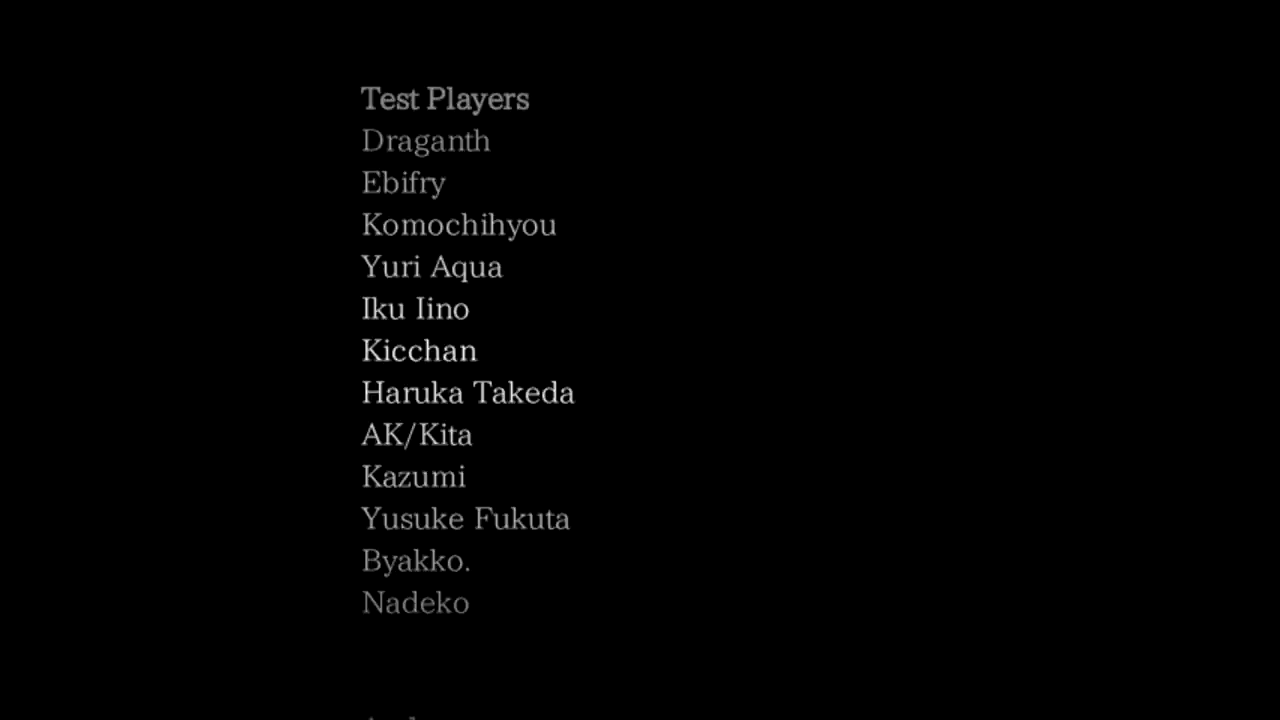 Test Players
Draganth
Ebifry
Komochihyou
Yuri Aqua
Iku Iino
Kicchan
Haruka Takeda
AK/Kita
Kazumi
Yusuke Fukuta
Byakko.
Nadeko